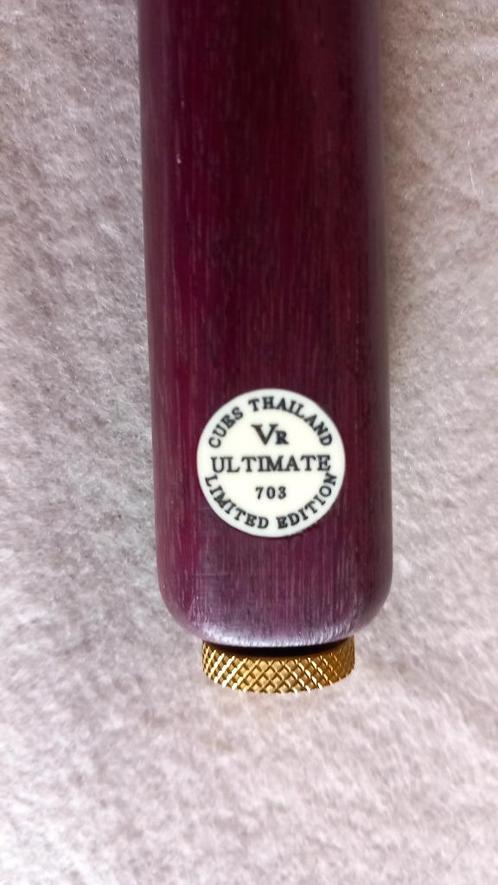 CUES THAILAND
VR
ULTIMATE
703
LIMITED EDITION